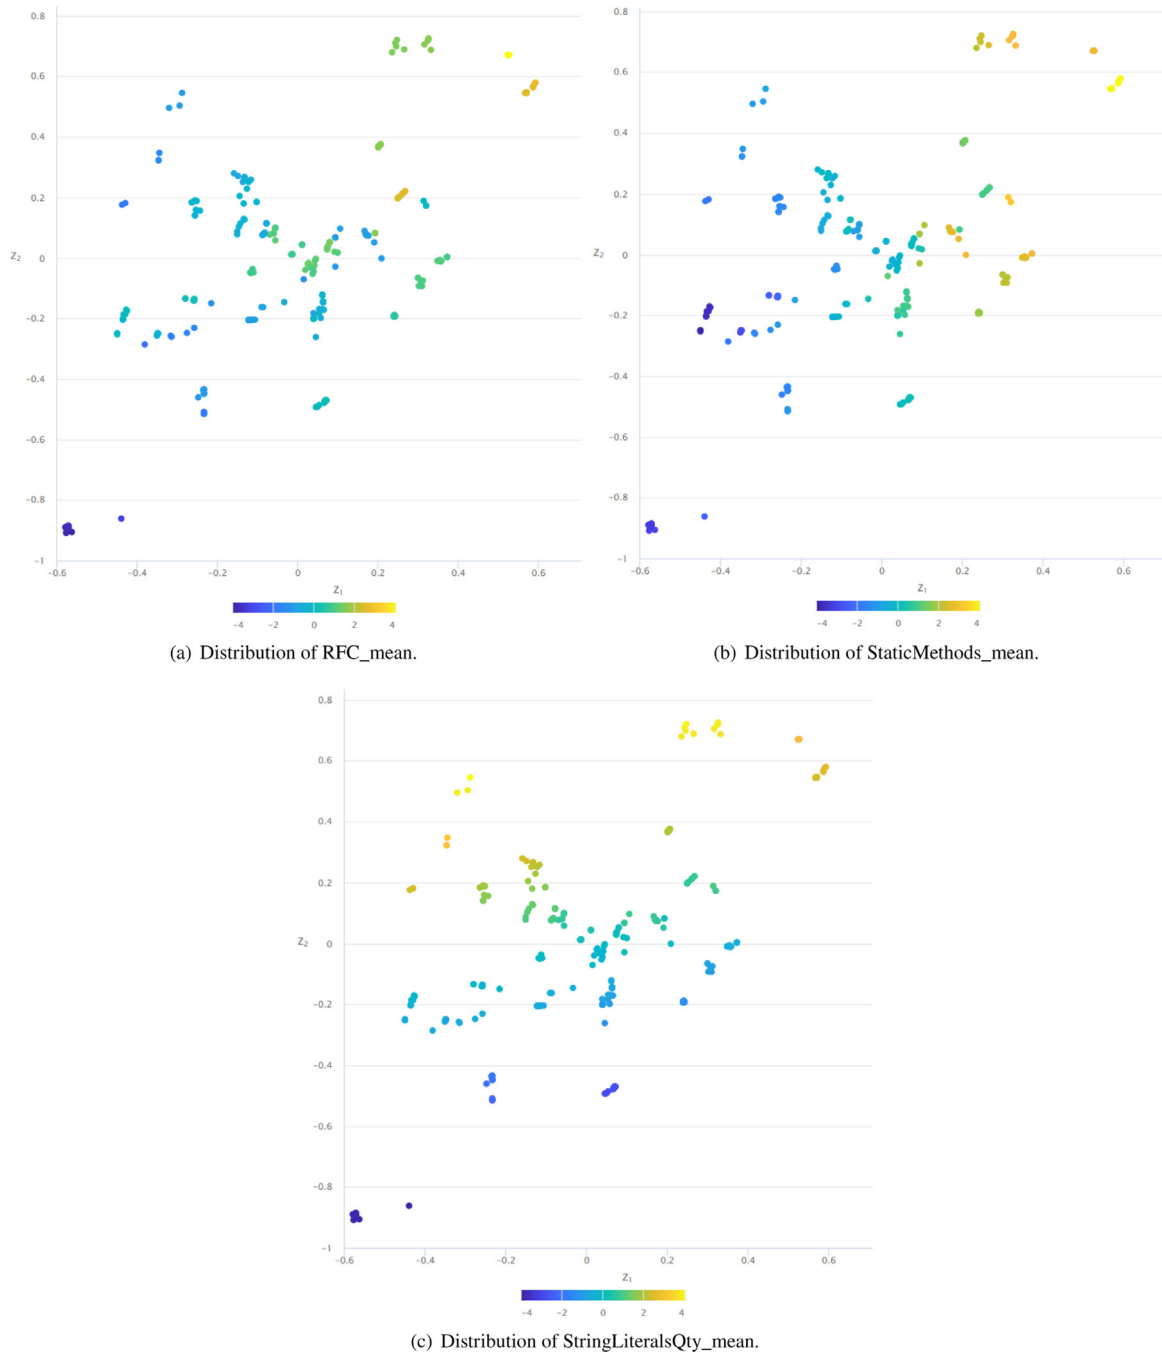 0.8
0.6
0.4
0.2
0
−0.2
−0.4
−0.6
−0.8
−1
Z2
−0.6 −0.4 −0.2 0 0.2 0.4 0.6
Z1
−4 −2 0 2 4
(a) Distribution of RFC_mean.
0.8
0.6
0.4
0.2
0
−0.2
−0.4
−0.6
−0.8
−1
Z2
−0.6 −0.4 −0.2 0 0.2 0.4 0.6
Z1
−4 −2 0 2 4
(b) Distribution of StaticMethods_mean.
0.8
0.6
0.4
0.2
0
−0.2
−0.4
−0.6
−0.8
−1
Z2
−0.6 −0.4 −0.2 0 0.2 0.4 0.6
Z1
−4 −2 0 2 4
(c) Distribution of StringLiteralsQty_mean.